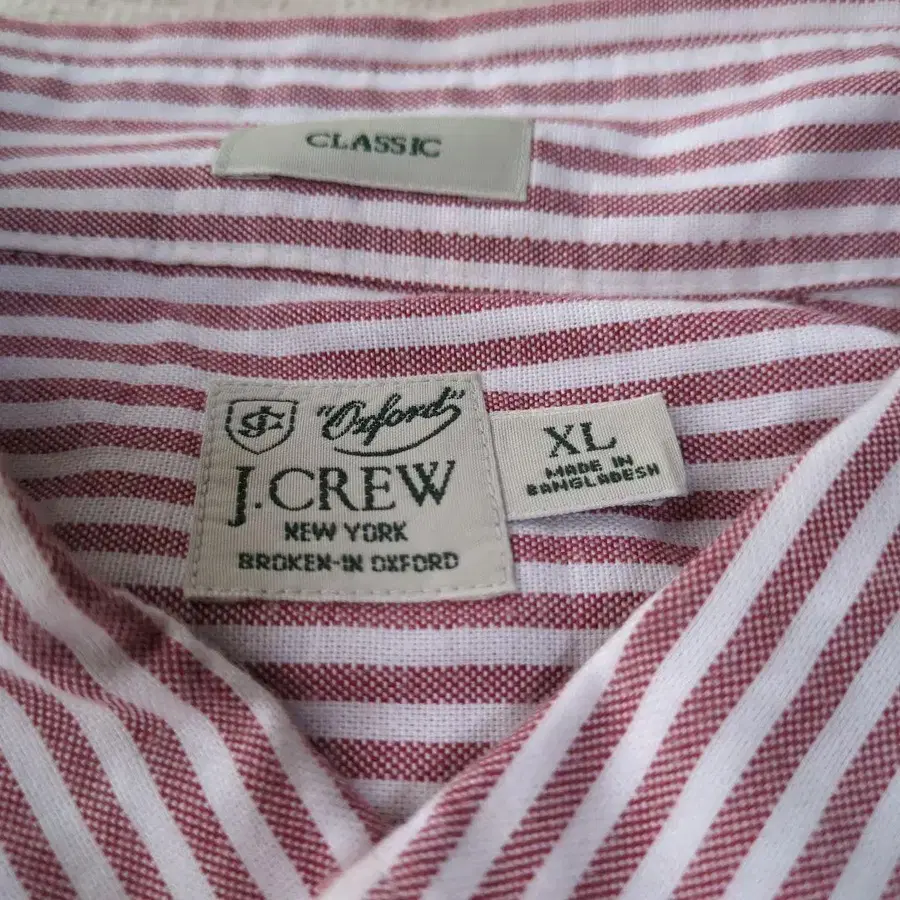 CLASSIC
"Oxford"
J.CREW
NEW YORK
BROKEN-IN OXFORD
XL
MADE IN
BANGLADESH